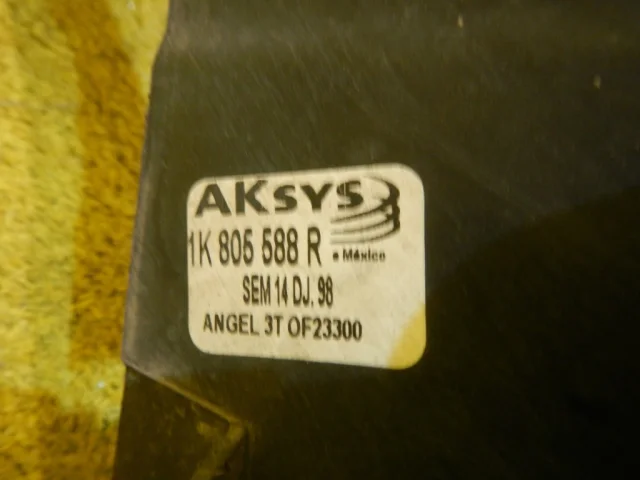 AKsys
1K 805 588 R
e México
SEM 14 DJ. 98
ANGEL 3T OF23300